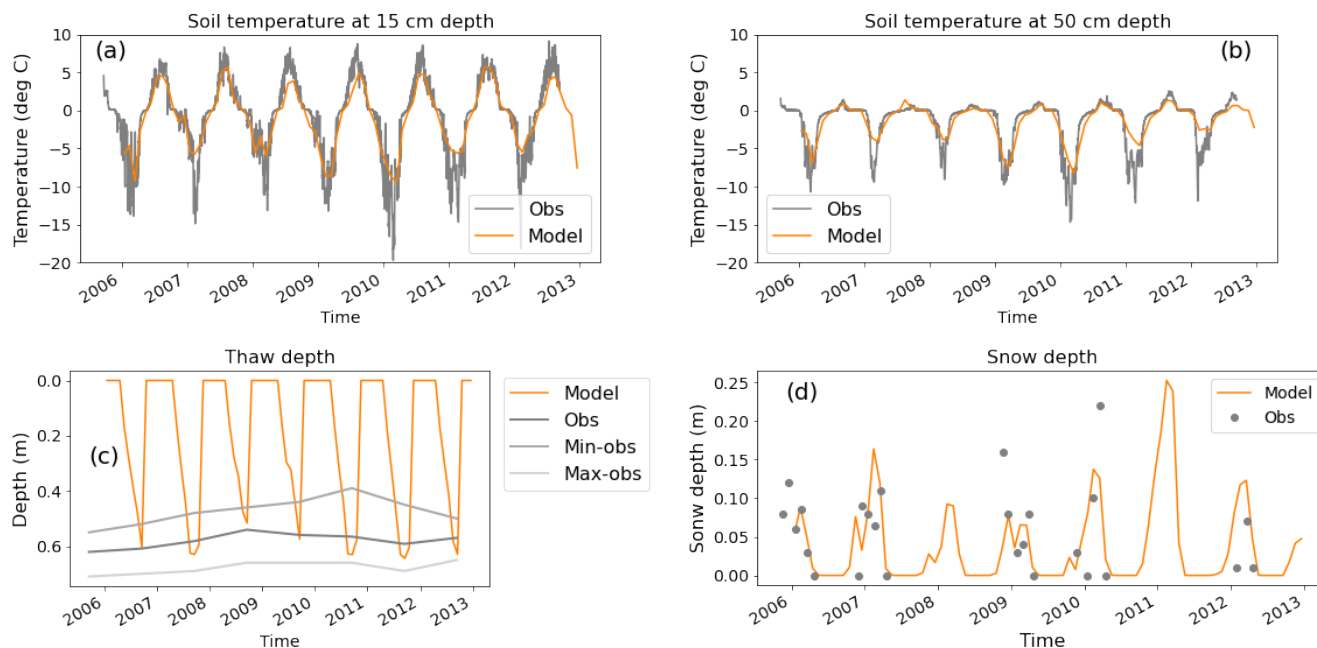 Soil temperature at 15 cm depth
(a)
Temperature (deg C)
10
5
0
−5
−10
−15
−20
Obs
Model
2006
2007
2008
2009
2010
2011
2012
2013
Time
Soil temperature at 50 cm depth
(b)
Temperature (deg C)
10
5
0
−5
−10
−15
−20
Obs
Model
2006
2007
2008
2009
2010
2011
2012
2013
Time
Thaw depth
(c)
Depth (m)
0.0
0.2
0.4
0.6
Model
Obs
Min-obs
Max-obs
2006
2007
2008
2009
2010
2011
2012
2013
Time
Snow depth
(d)
Sonw depth (m)
0.25
0.20
0.15
0.10
0.05
0.00
Model
Obs
2006
2007
2008
2009
2010
2011
2012
2013
Time